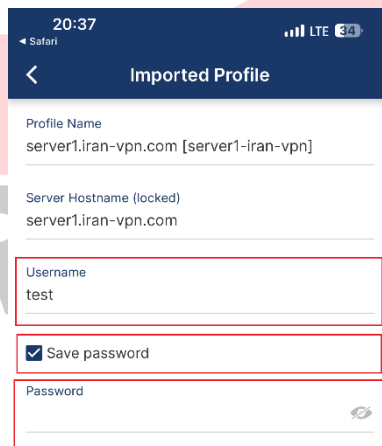 20:37
◄ Safari
LTE 34
Imported Profile
Profile Name
server1.iran-vpn.com [server1-iran-vpn]
Server Hostname (locked)
server1.iran-vpn.com
Username
test
Save password
Password